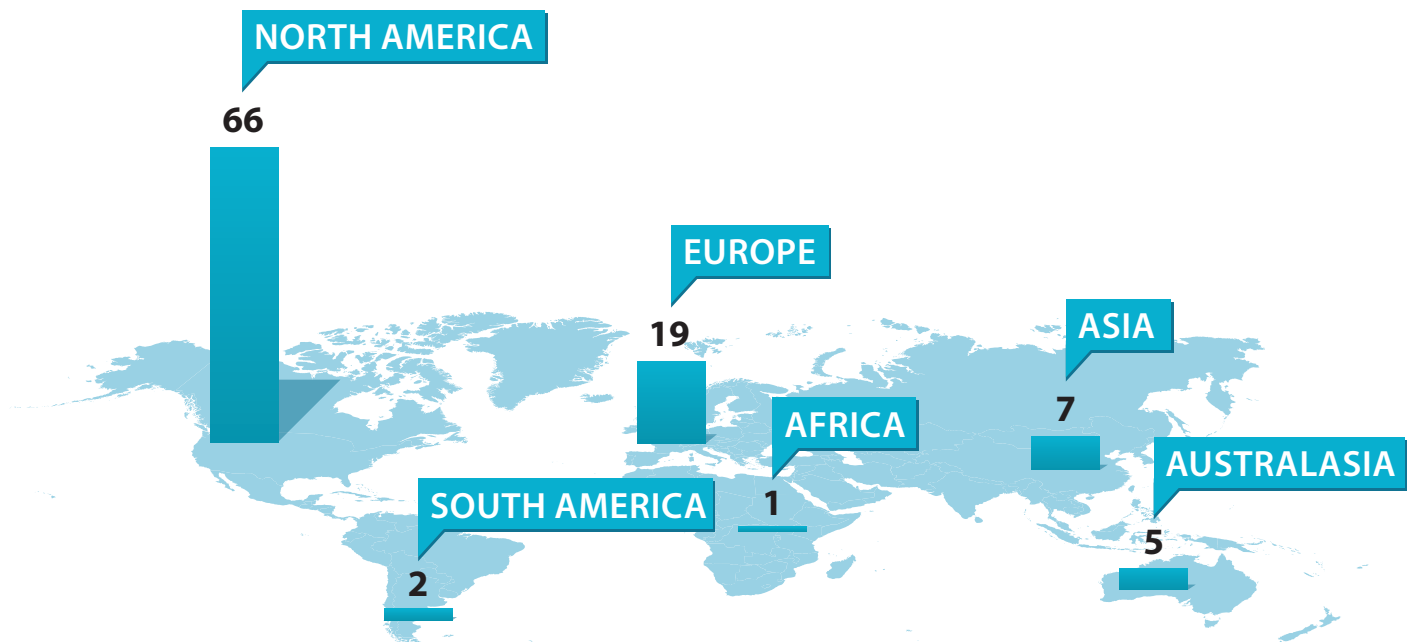 NORTH AMERICA
66
EUROPE
19
ASIA
7
AFRICA
1
AUSTRALASIA
5
SOUTH AMERICA
2